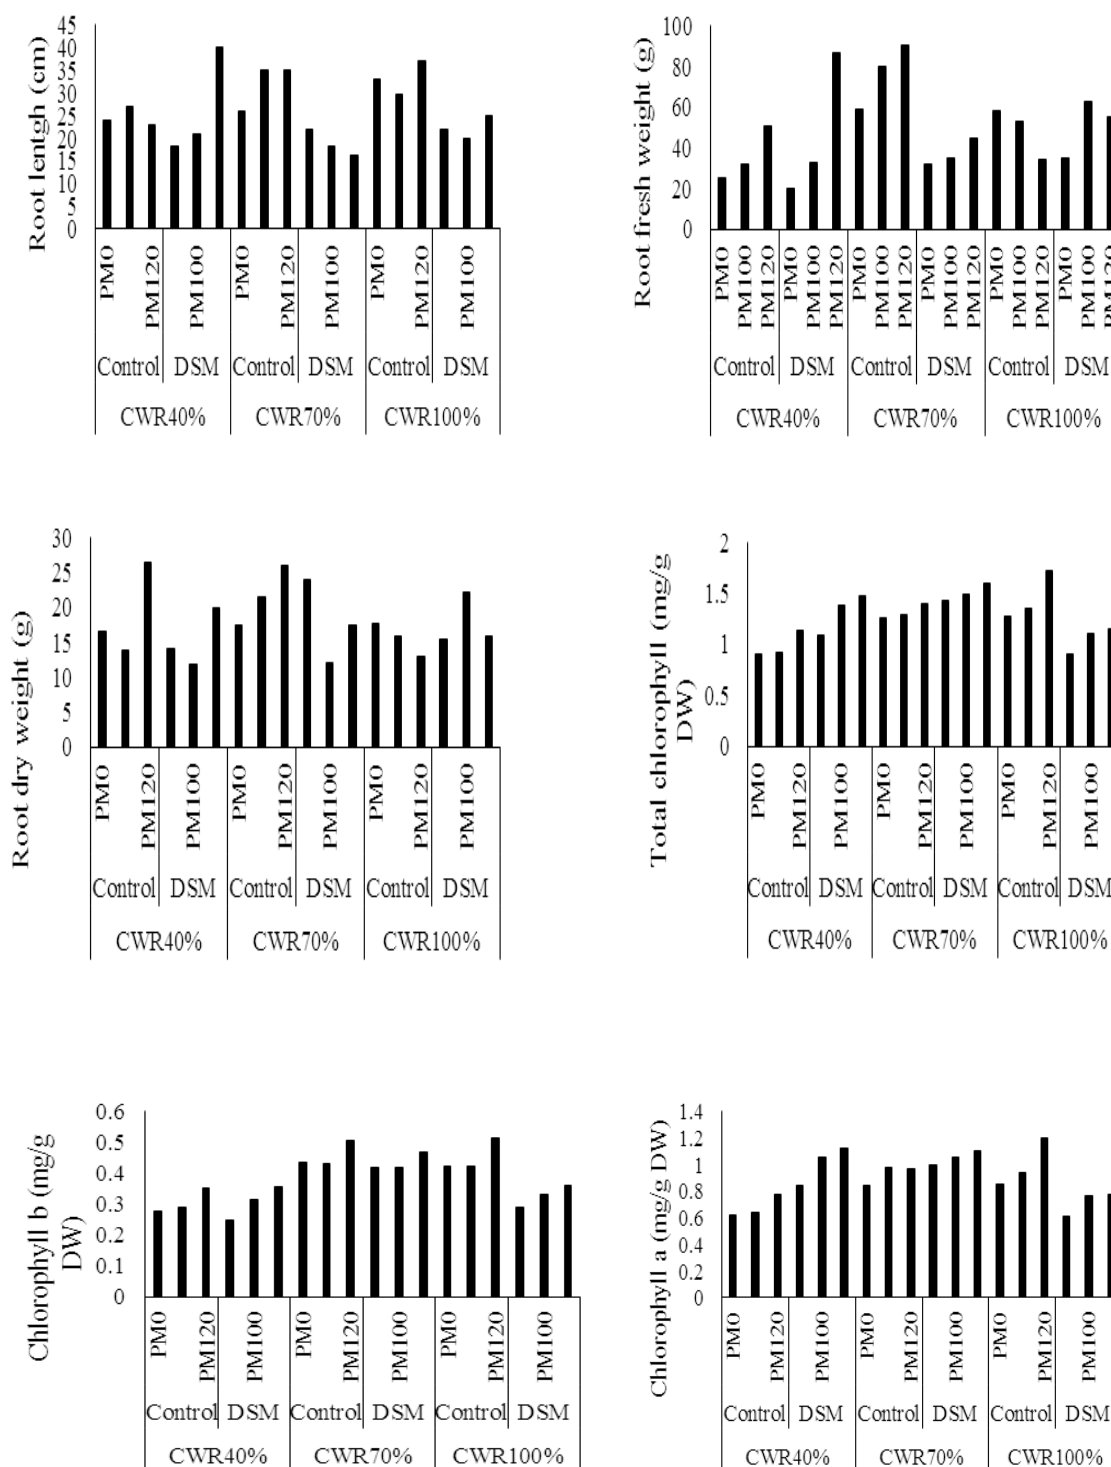 Root lentgh (cm)
45
40
35
30
25
20
15
10
5
0
PM0
PM120
PM100
PM0
PM120
PM100
PM0
PM120
PM100
Control DSM Control DSM Control DSM
CWR40% CWR70% CWR100%
Root fresh weight (g)
100
80
60
40
20
0
PM0
PM100
PM120
PM0
PM100
PM120
PM0
PM100
PM120
PM0
PM100
PM120
PM0
PM100
PM120
PM0
PM100
PM120
Control DSM Control DSM Control DSM
CWR40% CWR70% CWR100%
Root dry weight (g)
30
25
20
15
10
5
0
PM0
PM120
PM100
PM0
PM120
PM100
PM0
PM120
PM100
Control DSM Control DSM Control DSM
CWR40% CWR70% CWR100%
Total chlorophyll (mg/g
DW)
2
1.5
1
0.5
0
PM0
PM120
PM100
PM0
PM120
PM100
PM0
PM120
PM100
Control DSM Control DSM Control DSM
CWR40% CWR70% CWR100%
Chlorophyll b (mg/g
DW)
0.6
0.5
0.4
0.3
0.2
0.1
0
PM0
PM120
PM100
PM0
PM120
PM100
PM0
PM120
PM100
Control DSM Control DSM Control DSM
CWR40% CWR70% CWR100%
Chlorophyll a (mg/g DW)
1.4
1.2
1
0.8
0.6
0.4
0.2
0
PM0
PM120
PM100
PM0
PM120
PM100
PM0
PM120
PM100
Control DSM Control DSM Control DSM
CWR40% CWR70% CWR100%